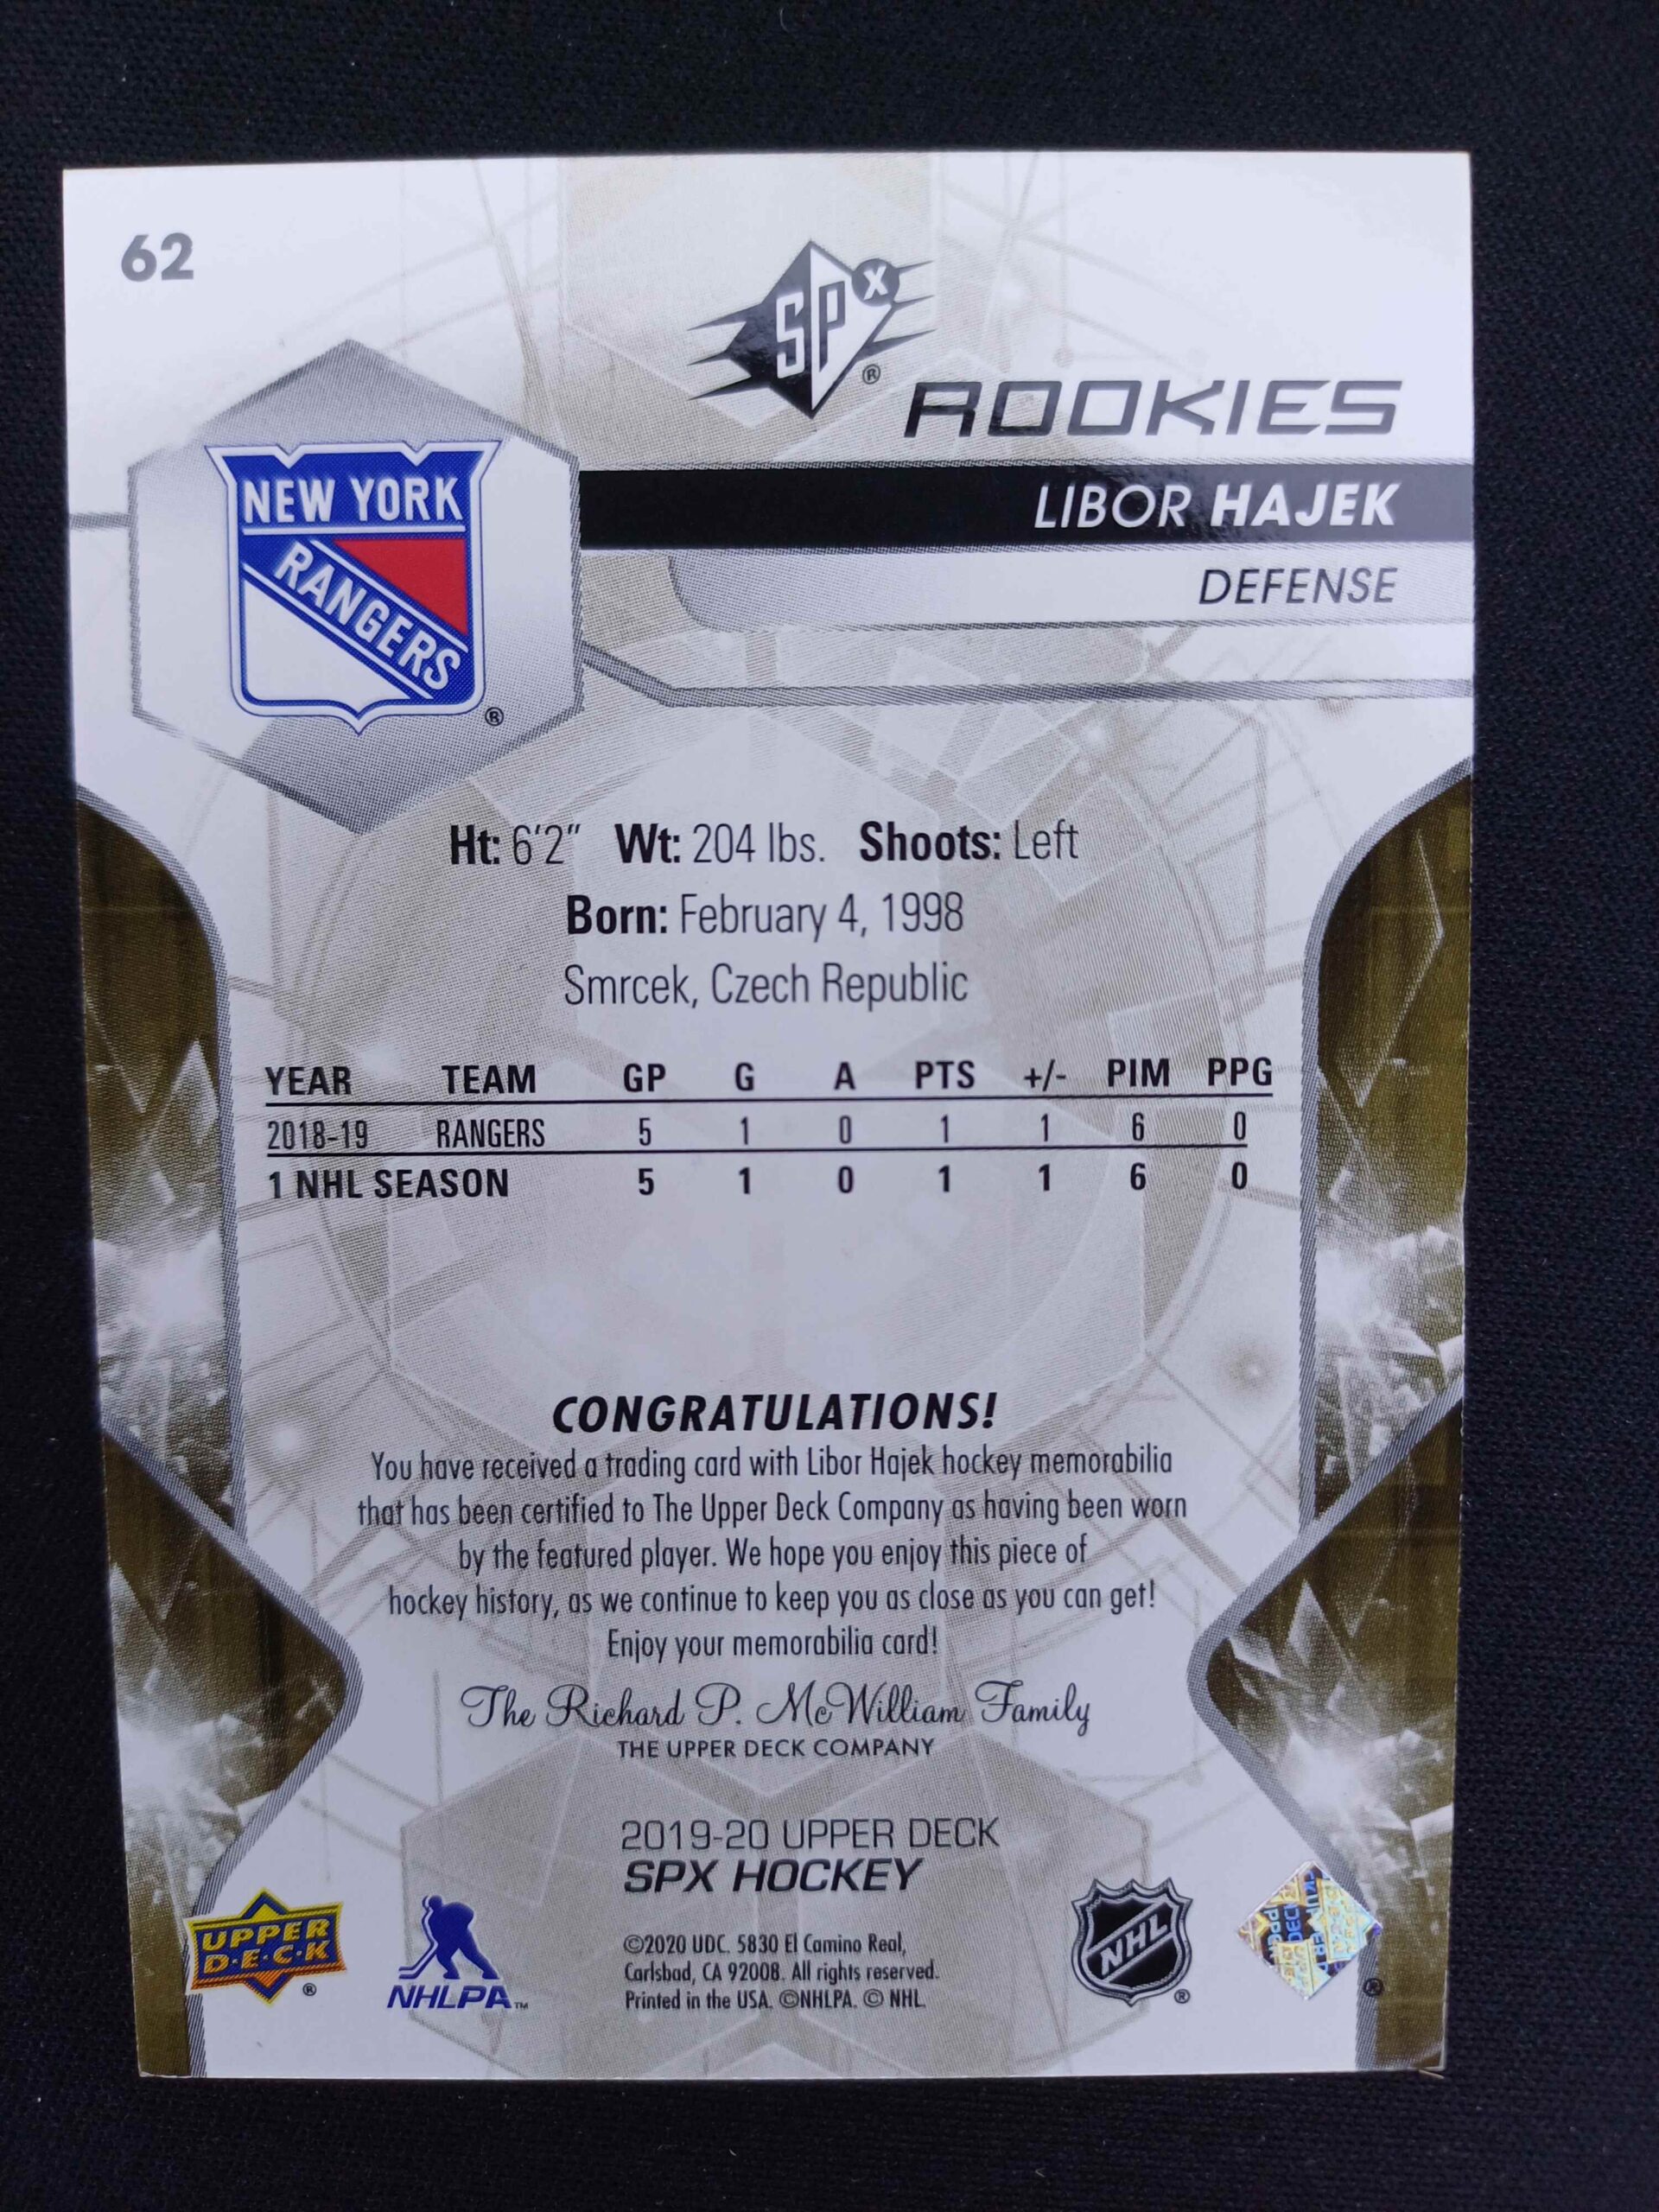 62
SPX ®
ROOKIES
NEW YORK
RANGERS
®
LIBOR HAJEK
DEFENSE
Ht: 6'2" Wt: 204 lbs. Shoots: Left
Born: February 4, 1998
Smrcek, Czech Republic
YEAR TEAM GP G A PTS +/- PIM PPG
2018-19 RANGERS 5 1 0 1 1 6 0
1 NHL SEASON 5 1 0 1 1 6 0
CONGRATULATIONS!
You have received a trading card with Libor Hajek hockey memorabilia
that has been certified to The Upper Deck Company as having been worn
by the featured player. We hope you enjoy this piece of
hockey history, as we continue to keep you as close as you can get!
Enjoy your memorabilia card!
The Richard P. McWilliam Family
THE UPPER DECK COMPANY
2019-20 UPPER DECK
SPX HOCKEY
UPPER
D·E·C·K
®
NHLPA™
©2020 UDC. 5830 El Camino Real,
Carlsbad, CA 92008. All rights reserved.
Printed in the USA. ©NHLPA. © NHL.
NHL
®
®